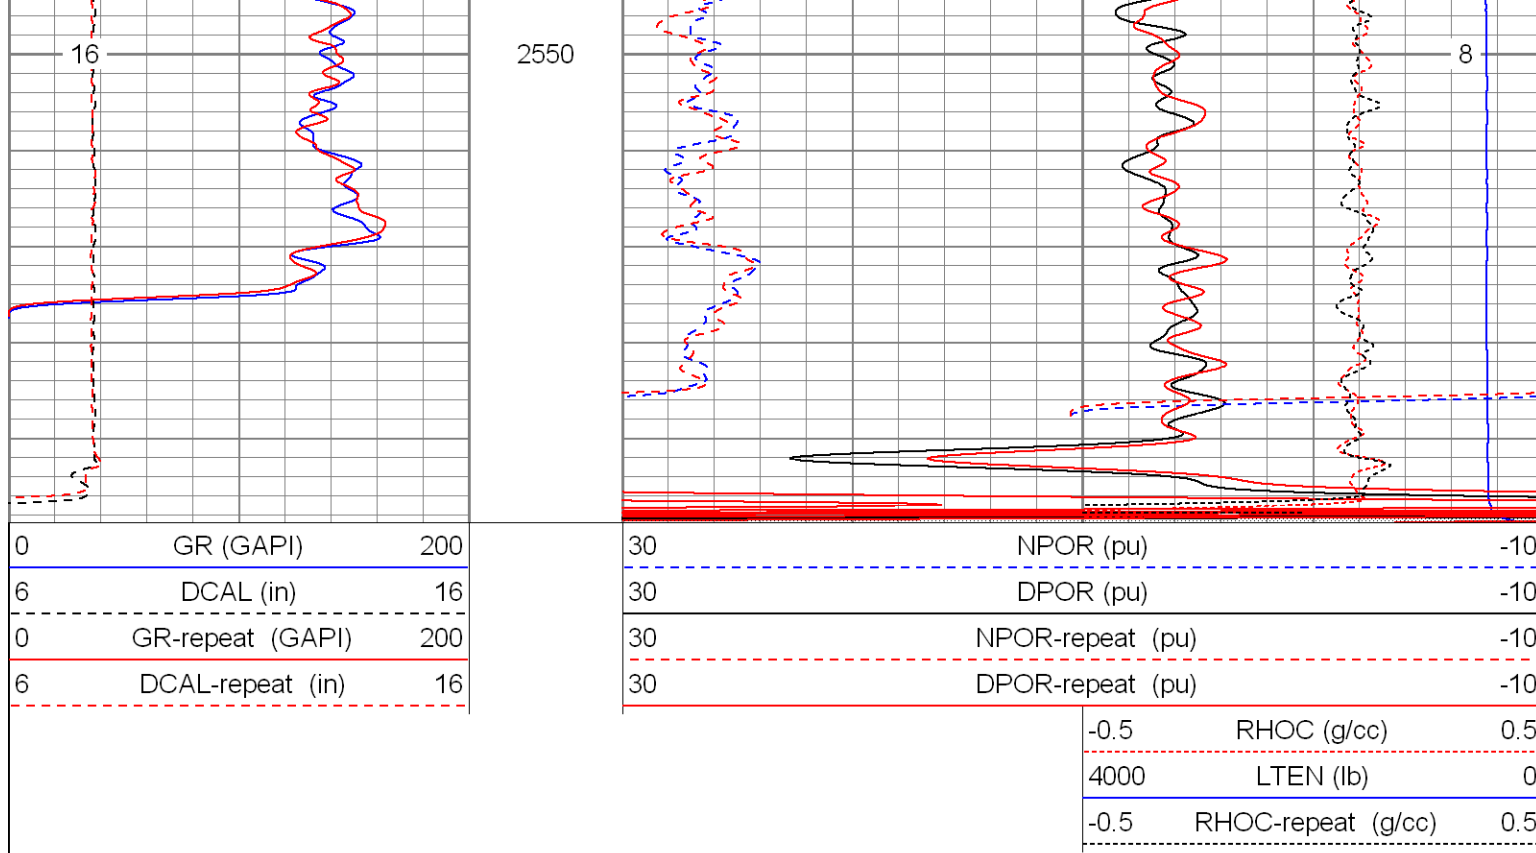 16 2550 8
0 GR (GAPI) 200
6 DCAL (in) 16
0 GR-repeat (GAPI) 200
6 DCAL-repeat (in) 16
30 NPOR (pu) -10
30 DPOR (pu) -10
30 NPOR-repeat (pu) -10
30 DPOR-repeat (pu) -10
-0.5 RHOC (g/cc) 0.5
4000 LTEN (lb) 0
-0.5 RHOC-repeat (g/cc) 0.5